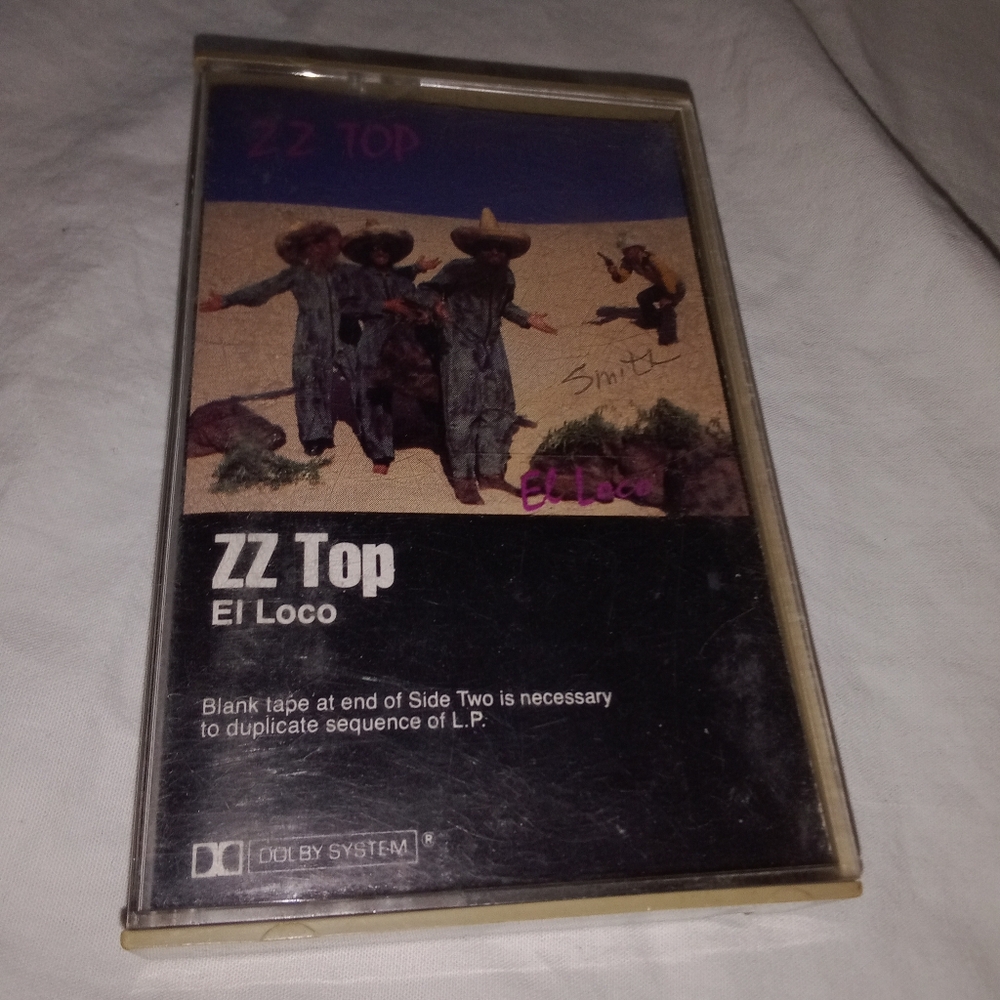 ZZ TOP
Smith
El Loco
ZZ Top
El Loco
Blank tape at end of Side Two is necessary
to duplicate sequence of L.P.
DOLBY SYSTEM ®